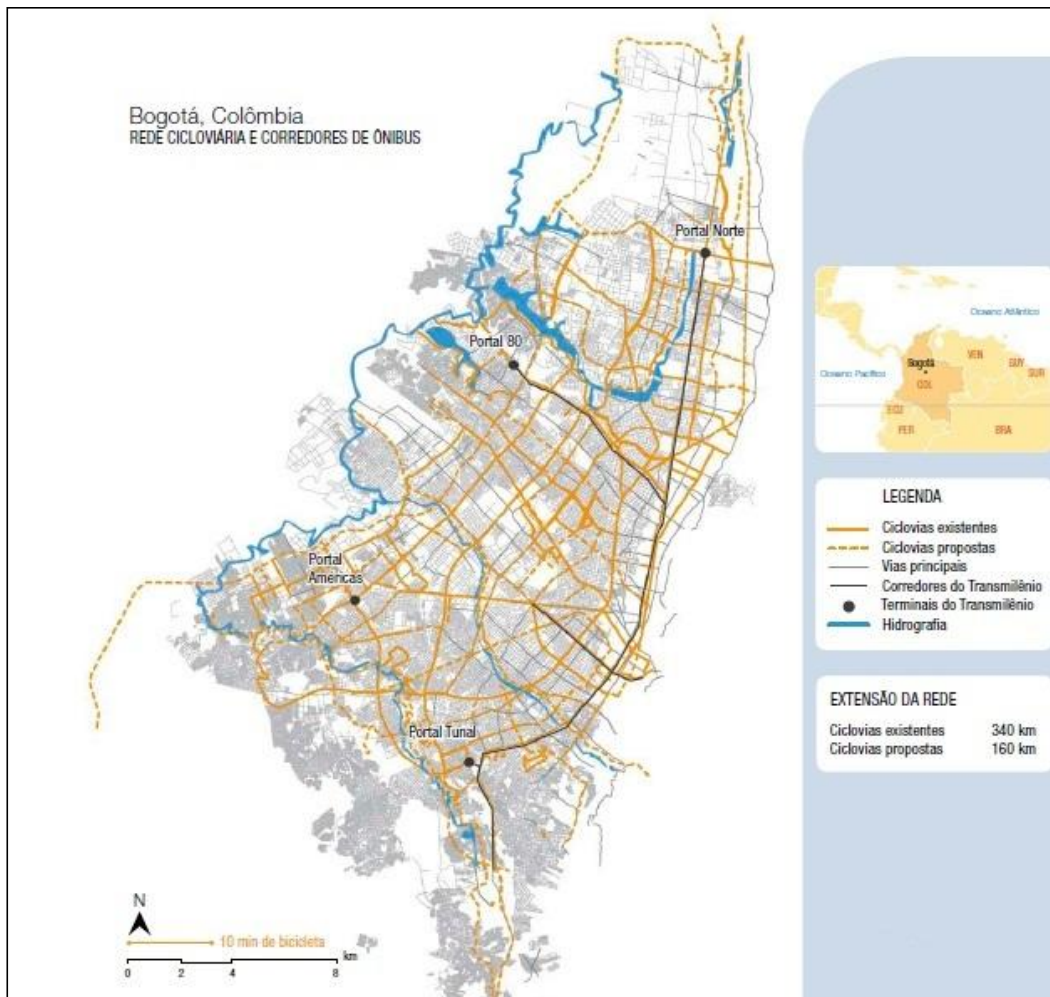 Bogotá, Colômbia
REDE CICLOVIÁRIA E CORREDORES DE ÔNIBUS
Portal Norte
Portal 80
Portal
Américas
Portal Tunal
N
10 min de bicicleta
km
0 2 4 8
Oceano Atlântico
Oceano Pacífico
Bogotá
COL
VEN
GUY
SUR
ECU
PER
BRA
LEGENDA
Ciclovias existentes
Ciclovias propostas
Vias principais
Corredores do Transmilênio
Terminais do Transmilênio
Hidrografia
EXTENSÃO DA REDE
Ciclovias existentes 340 km
Ciclovias propostas 160 km